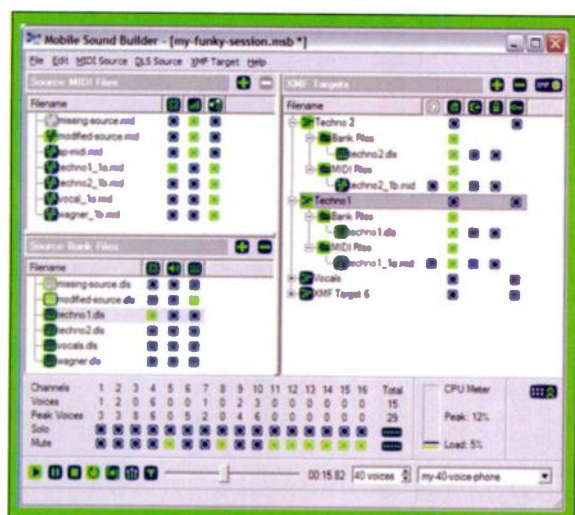 Mobile Sound Builder - [my-funky-session.msb *]
File Edit MIDI Source DLS Source XMF Target Help
Source MIDI Files
Filename
missing-source.mid
modified-source.mid
sp-midi.mid
techno1_1a.mid
techno2_1b.mid
vocal_1a.mid
wagner_1b.mid
Source Bank Files
Filename
missing-source.dls
modified-source.dls
techno1.dls
techno2.dls
vocals.dls
wagner.dls
XMF Targets
Filename
Techno 2
Bank Files
techno2.dls
MIDI Files
techno2_1b.mid
Techno1
Bank Files
techno1.dls
MIDI Files
techno1_1a.mid
Vocals
XMF Target 6
Channels 1 2 3 4 5 6 7 8 9 10 11 12 13 14 15 16 Total
Voices 1 2 0 6 0 0 1 0 2 3 0 0 0 0 0 0 15
Peak Voices 3 3 8 6 0 5 2 0 4 6 0 0 0 0 0 0 29
Solo
Mute
CPU Meter
Peak: 12%
Load: 5%
00:15.82 40 voices my-40-voice-phone